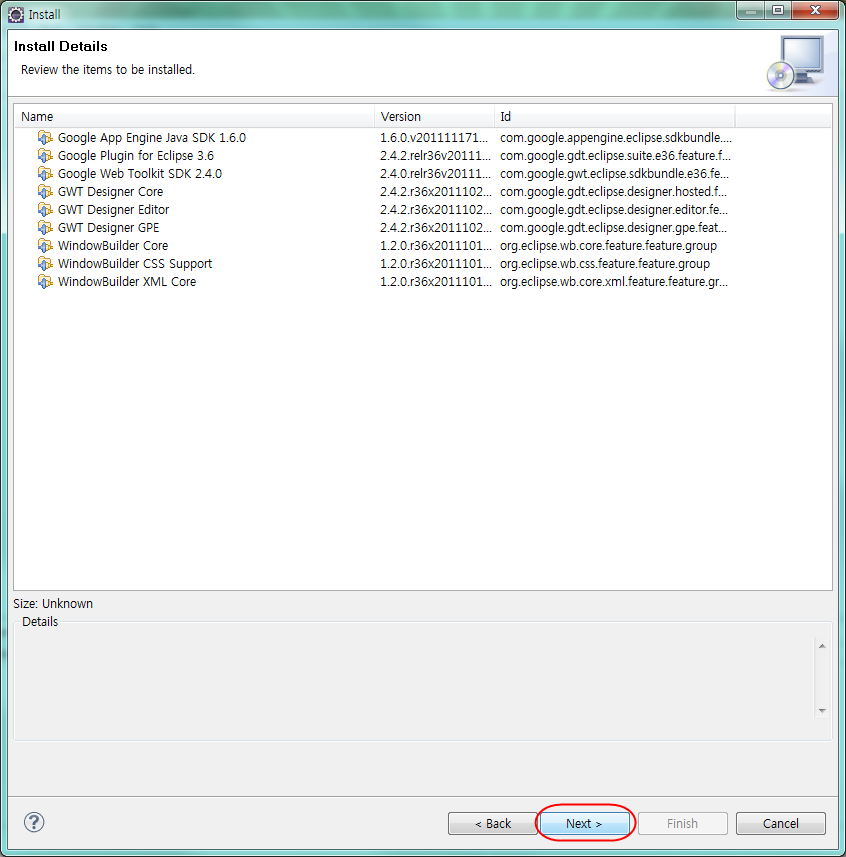 Install
Install Details
Review the items to be installed.
Name Version Id
Google App Engine Java SDK 1.6.0 1.6.0.v201111171... com.google.appengine.eclipse.sdkbundle....
Google Plugin for Eclipse 3.6 2.4.2.relr36v20111... com.google.gdt.eclipse.suite.e36.feature.f...
Google Web Toolkit SDK 2.4.0 2.4.0.relr36v20111... com.google.gwt.eclipse.sdkbundle.e36.fe...
GWT Designer Core 2.4.2.r36x2011102... com.google.gdt.eclipse.designer.hosted.f...
GWT Designer Editor 2.4.2.r36x2011102... com.google.gdt.eclipse.designer.editor.fe...
GWT Designer GPE 2.4.2.r36x2011102... com.google.gdt.eclipse.designer.gpe.feat...
WindowBuilder Core 1.2.0.r36x2011101... org.eclipse.wb.core.feature.feature.group
WindowBuilder CSS Support 1.2.0.r36x2011101... org.eclipse.wb.css.feature.feature.group
WindowBuilder XML Core 1.2.0.r36x2011101... org.eclipse.wb.core.xml.feature.feature.gr...
Size: Unknown
Details
? < Back Next > Finish Cancel